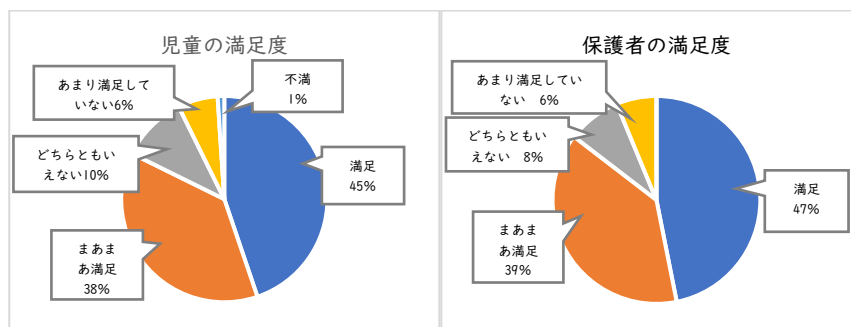 児童の満足度
不満
1%
あまり満足して
いない6%
どちらともい
えない10%
満足
45%
まあま
あ満足
38%
保護者の満足度
あまり満足してい
ない　6%
どちらともい
えない　8%
満足
47%
まあま
あ満足
39%